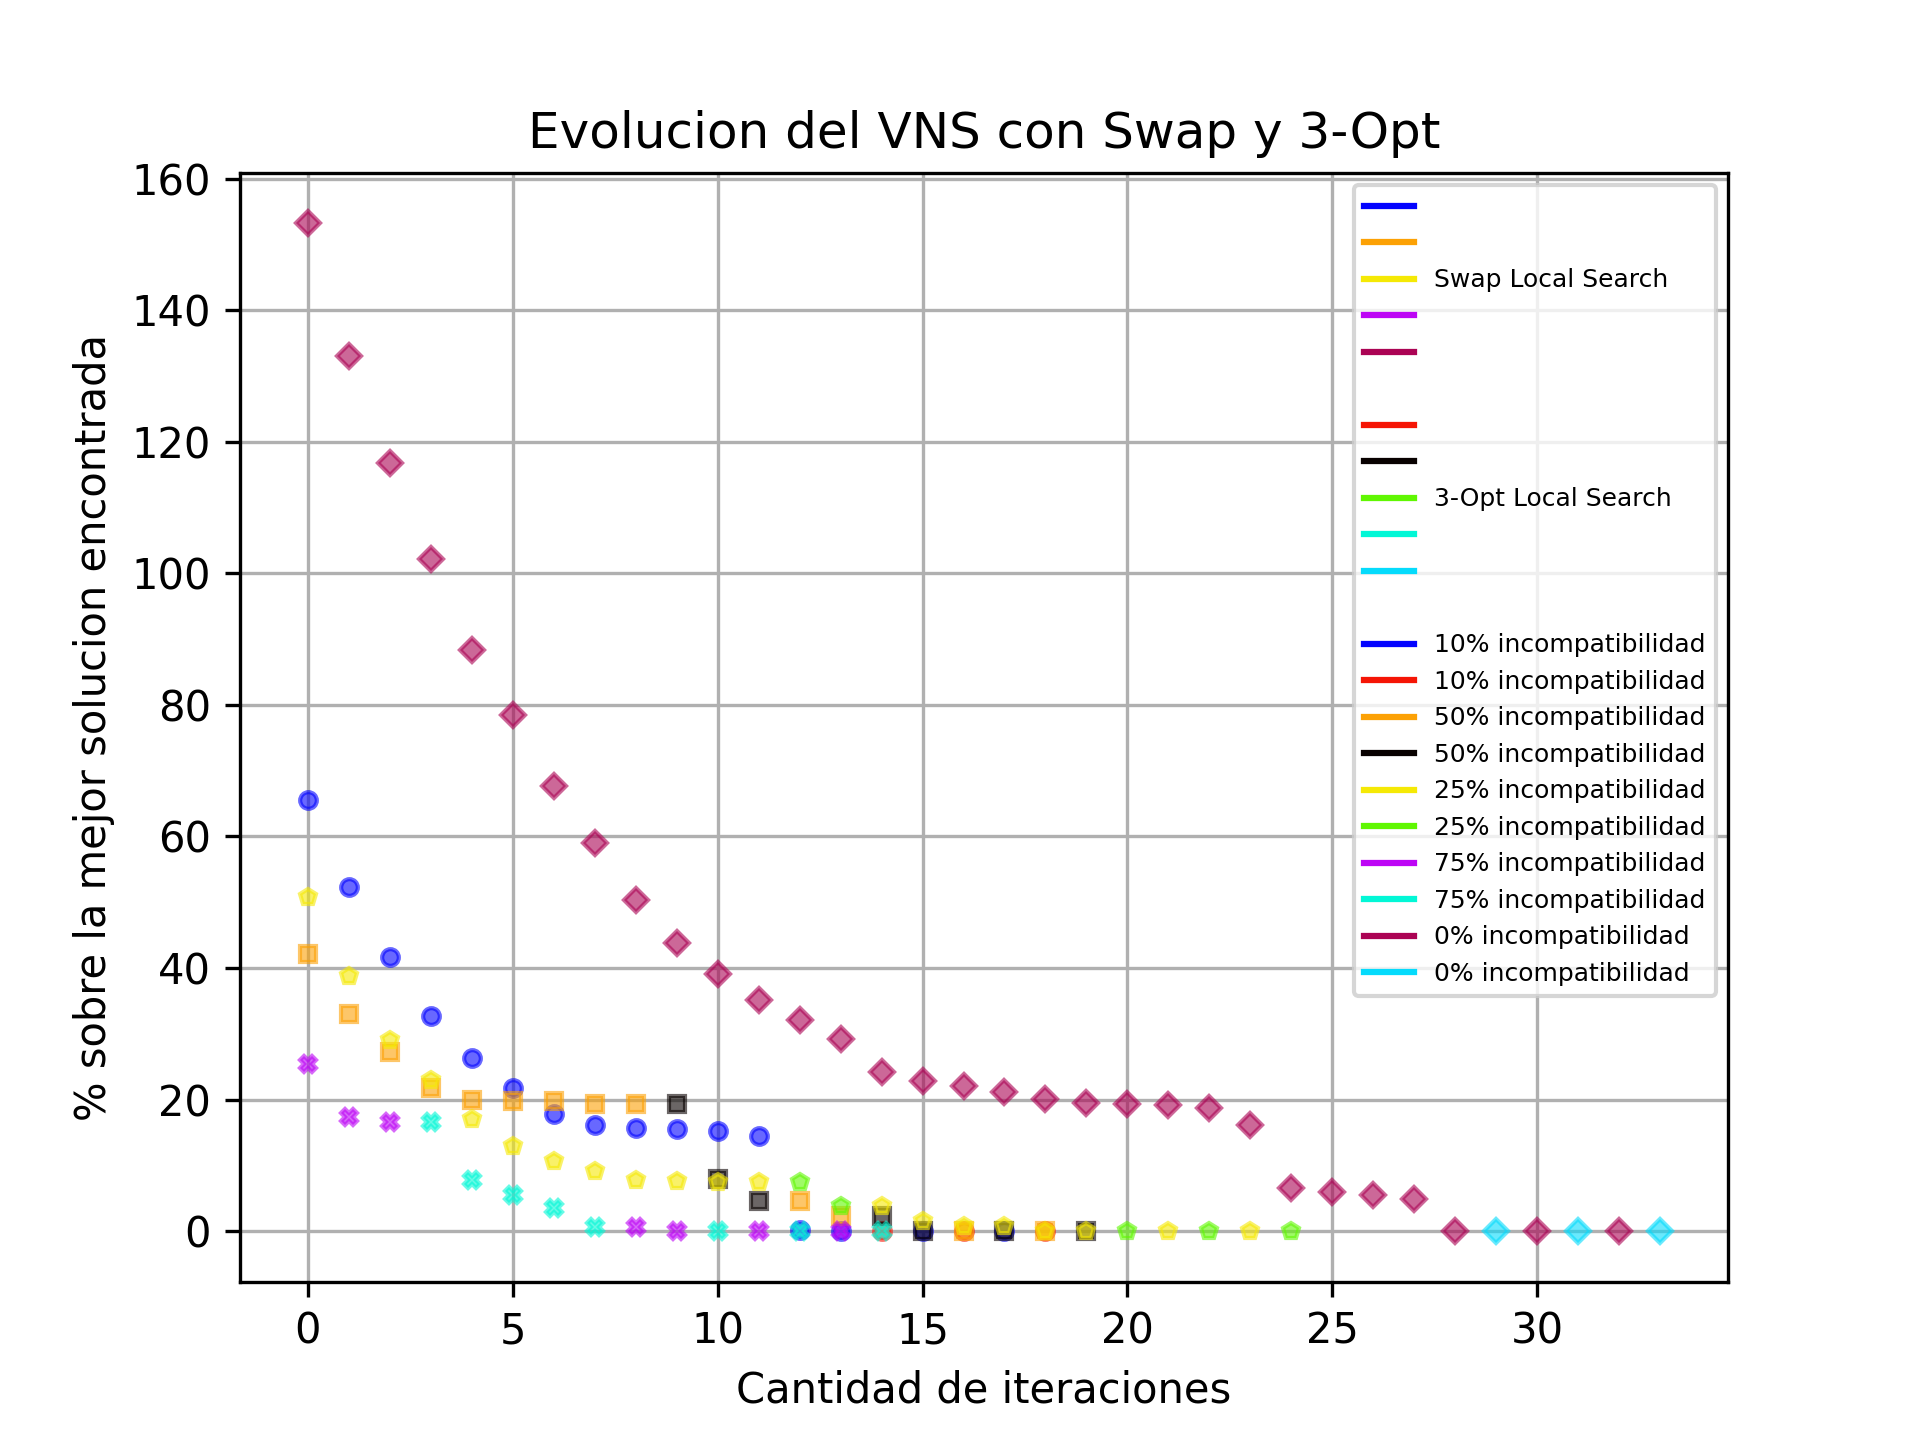 Evolucion del VNS con Swap y 3-Opt
160
140
120
100
80
60
40
20
0
% sobre la mejor solucion encontrada
Swap Local Search
3-Opt Local Search
10% incompatibilidad
10% incompatibilidad
50% incompatibilidad
50% incompatibilidad
25% incompatibilidad
25% incompatibilidad
75% incompatibilidad
75% incompatibilidad
0% incompatibilidad
0% incompatibilidad
0 5 10 15 20 25 30
Cantidad de iteraciones